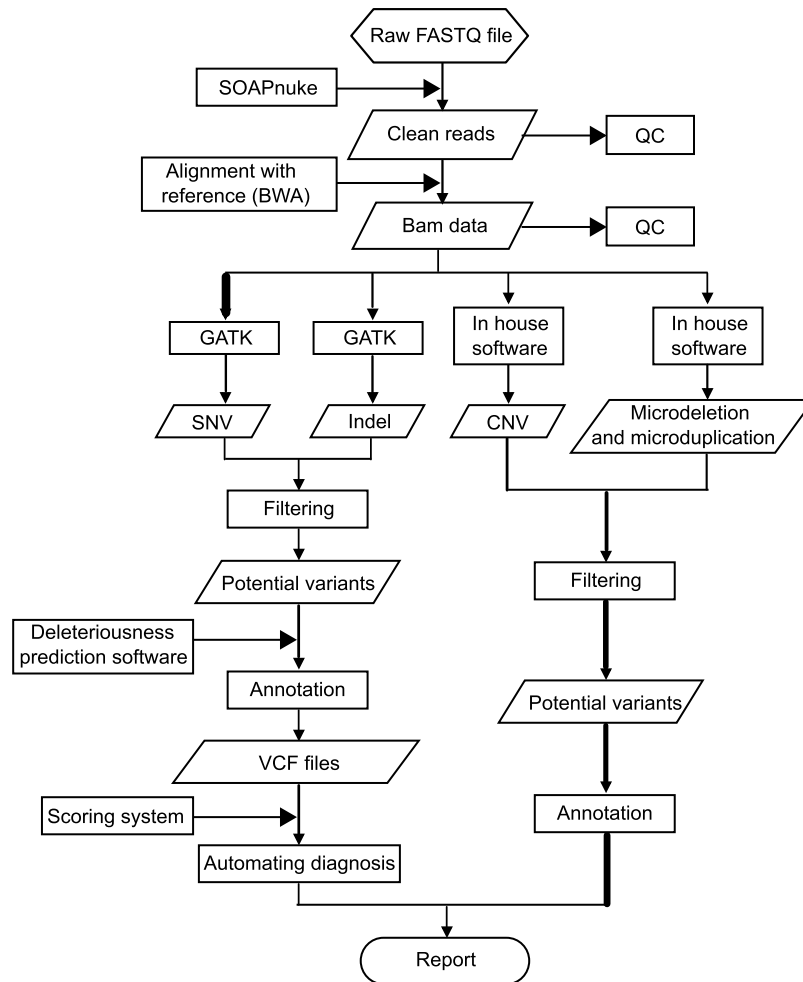 Raw FASTQ file
SOAPnuke
Clean reads
QC
Alignment with
reference (BWA)
Bam data
QC
GATK
GATK
In house
software
In house
software
SNV
Indel
CNV
Microdeletion
and microduplication
Filtering
Filtering
Potential variants
Deleteriousness
prediction software
Annotation
Potential variants
VCF files
Scoring system
Annotation
Automating diagnosis
Report